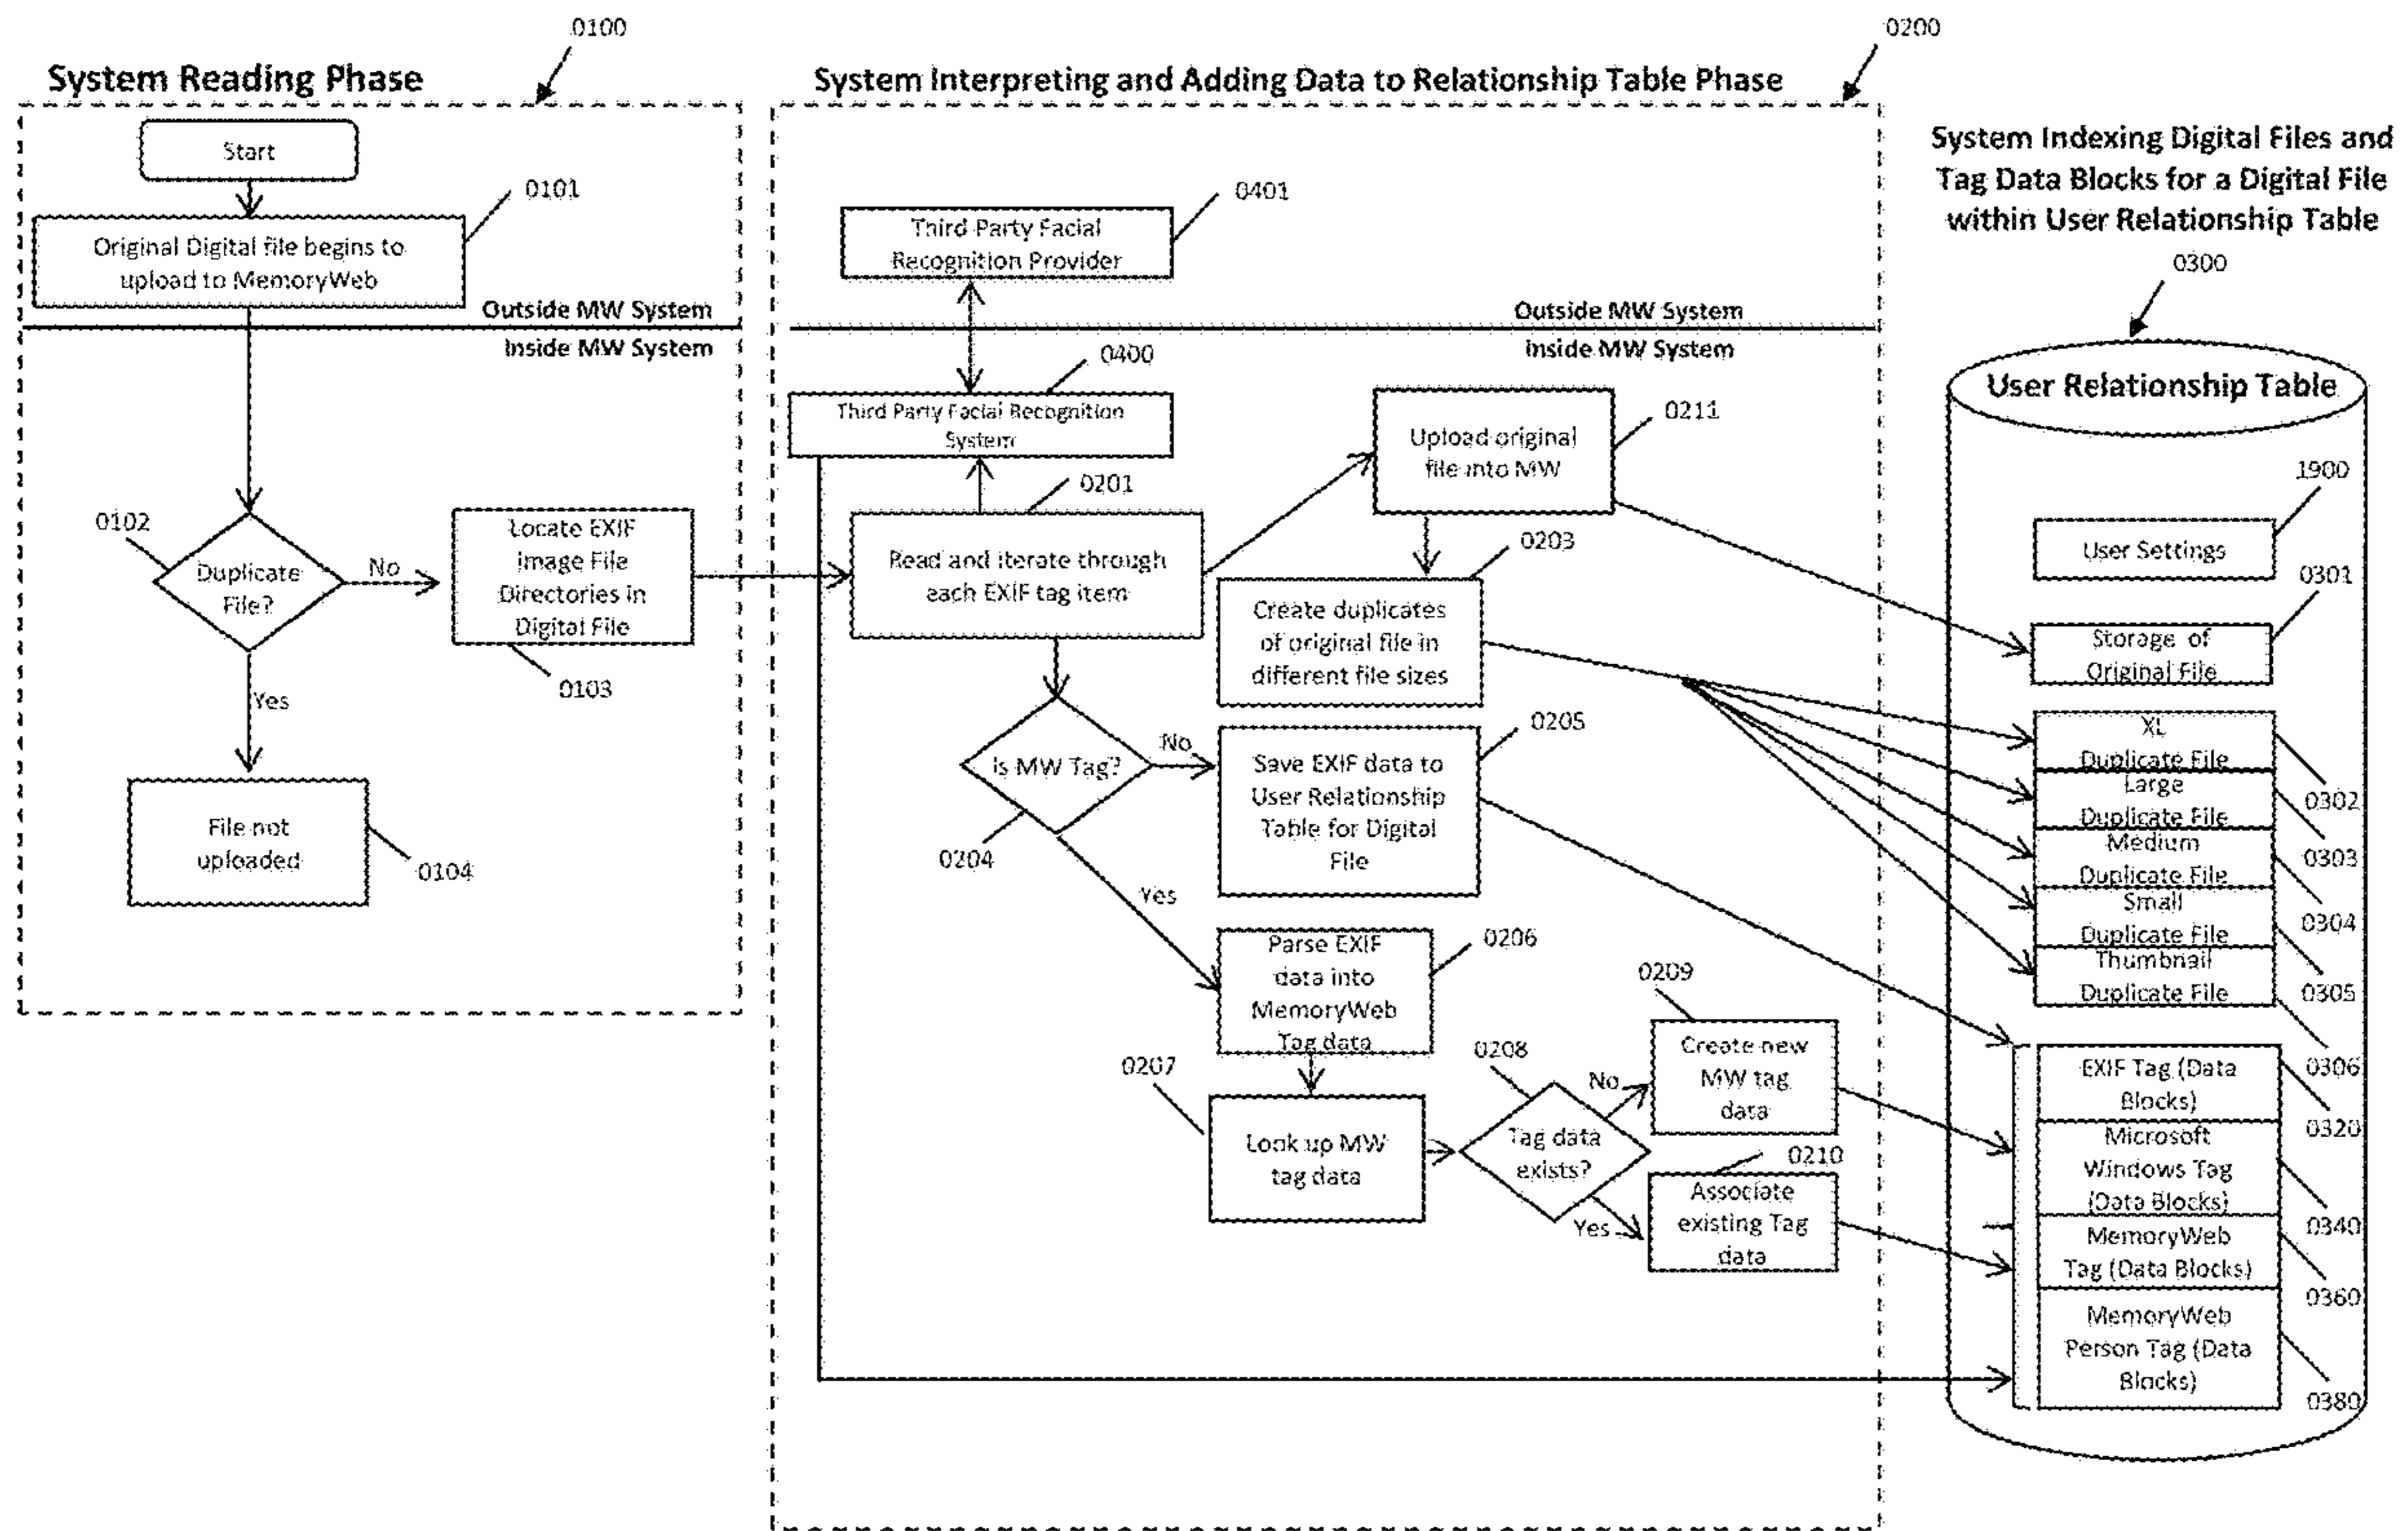 0100
System Reading Phase
Start
0101
Original Digital file begins to
upload to MemoryWeb
Outside MW System
Inside MW System
0102
Duplicate
File?
No
Locate EXIF
Image File
Directories in
Digital File
0103
Yes
File not
uploaded
0104
0200
System Interpreting and Adding Data to Relationship Table Phase
0401
Third Party Facial
Recognition Provider
Outside MW System
Inside MW System
0400
Third Party Facial Recognition
System
0201
Read and iterate through
each EXIF tag item
0211
Upload original
file into MW
0203
Create duplicates
of original file in
different file sizes
Is MW Tag?
0204
No
0205
Save EXIF data to
User Relationship
Table for Digital
File
Yes
0206
Parse EXIF
data into
MemoryWeb
Tag data
0207
Look up MW
tag data
0208
Tag data
exists?
No
0209
Create new
MW tag
data
Yes
0210
Associate
existing Tag
data
System Indexing Digital Files and
Tag Data Blocks for a Digital File
within User Relationship Table
0300
User Relationship Table
1900
User Settings
0301
Storage of
Original File
XL
Duplicate File
0302
Large
Duplicate File
0303
Medium
Duplicate File
0304
Small
Duplicate File
0305
Thumbnail
Duplicate File
0306
EXIF Tag (Data
Blocks)
0320
Microsoft
Windows Tag
(Data Blocks)
0340
MemoryWeb
Tag (Data Blocks)
0360
MemoryWeb
Person Tag (Data
Blocks)
0380